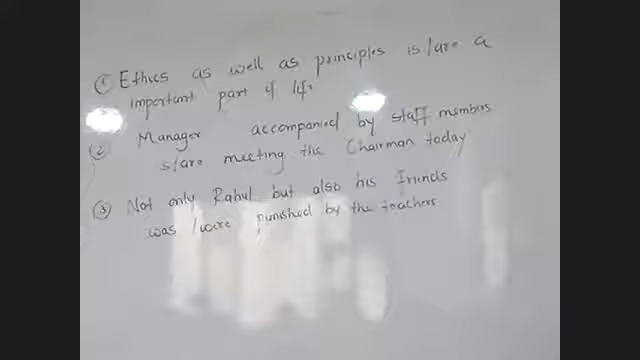 ① Ethics as well as principles is/are a
important part of life
② Manager accompanied by staff members
is/are meeting the Chairman today
③ Not only Rahul but also his friends
was/were punished by the teachers